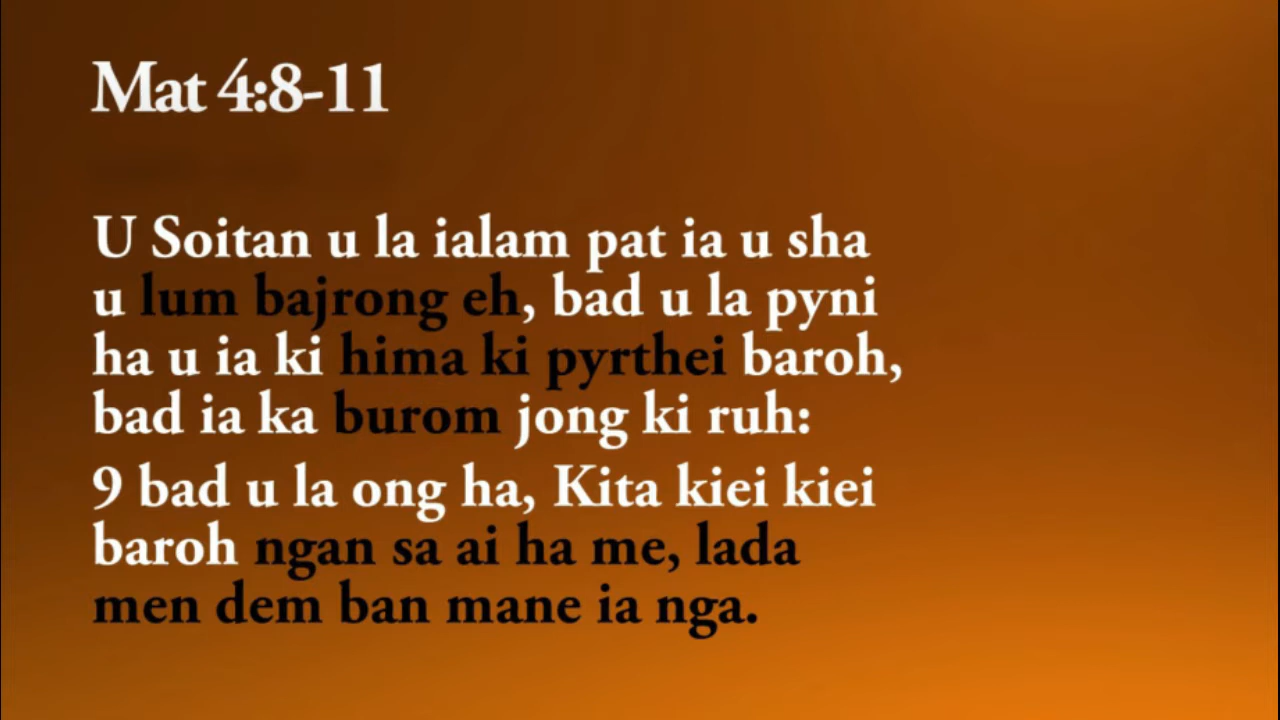 Mat 4:8-11
U Soitan u la ialam pat ia u sha
u lum bajrong eh, bad u la pyni
ha u ia ki hima ki pyrthei baroh,
bad ia ka burom jong ki ruh:
9 bad u la ong ha, Kita kiei kiei
baroh ngan sa ai ha me, lada
men dem ban mane ia nga.